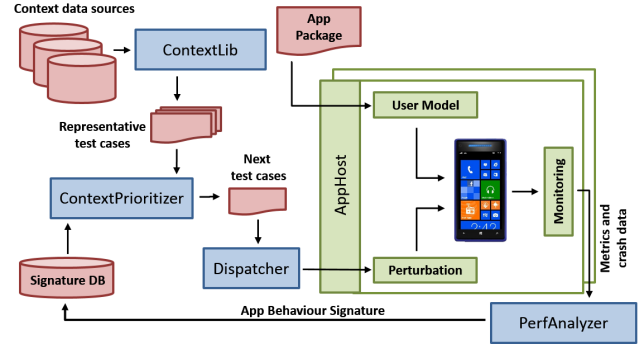 Context data sources
ContextLib
App
Package
Representative
test cases
ContextPrioritizer
Next
test cases
Dispatcher
Signature DB
App Behaviour Signature
AppHost
User Model
Perturbation
Monitoring
Metrics and
crash data
PerfAnalyzer